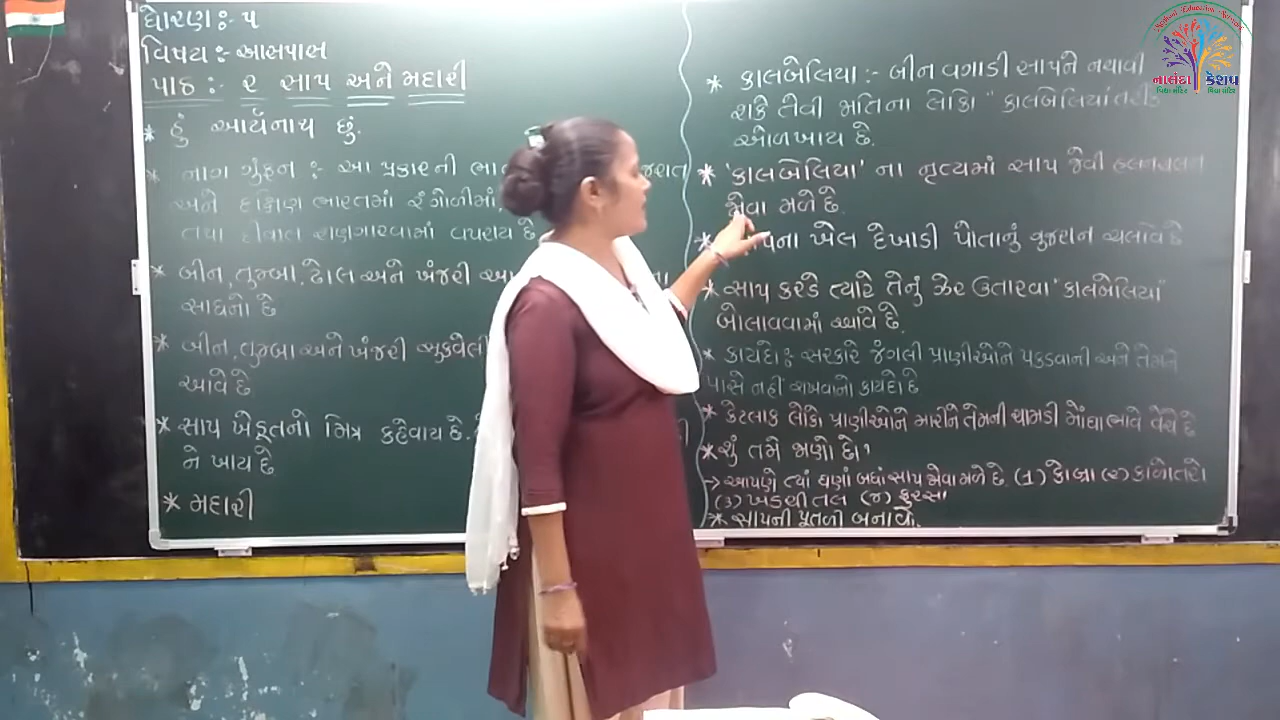 ધોરણ:- ૫
વિષય:- આસપાસ
પાઠ:- ૨ સાપ અને મદારી
* હું આર્યનાથ છું.
* નાગ ગુંફન :- આ પ્રકારની
અને દક્ષિણ ભારતમાં રંગોળીમાં,
તથા દીવાલ શણગારવામાં વપરાય છે
* બીન, તુમ્બા, ઢોલ અને ખંજરી
સાધનો છે
* બીન, તુમ્બા અને ખંજરી સુકવેલી
આવે છે
* સાપ ખેડૂતનો મિત્ર કહેવાય છે.
ને ખાય છે
* મદારી
* કાલબેલિયા :- બીન વગાડી સાપને નચાવી
શકે તેવી જાતિના લોકો "કાલબેલિયા તરીકે
ઓળખાય છે.
* 'કાલબેલિયા' ના નૃત્યમાં સાપ જેવી હલનચલન
જોવા મળે છે.
* ખેલ દેખાડી પોતાનું ગુજરાન ચલાવે છે
* સાપ કરડે ત્યારે તેનું ઝેર ઉતારવા "કાલબેલિયા"
બોલાવવામાં આવે છે.
* કાયદો :- સરકારે જંગલી પ્રાણીઓને પકડવાની અને તેમને
પાસે નહીં રાખવાનો કાયદો છે
* કેટલાક લોકો પ્રાણીઓને મારીને તેમની ચામડી મોંઘા ભાવે વેચે છે
* શું તમે જાણો છો?
→ આપણે ત્યાં ઘણાં બધાં સાપ જોવા મળે છે. (૧) કોબ્રા (૨) કાળોતરો
(૩) ખડચીતલ (૪) ફુરસા
* સાપની પૂતળી બનાવો.
નાલંદા કેશવ
વિદ્યા મંદિર વિદ્યા મંદિર